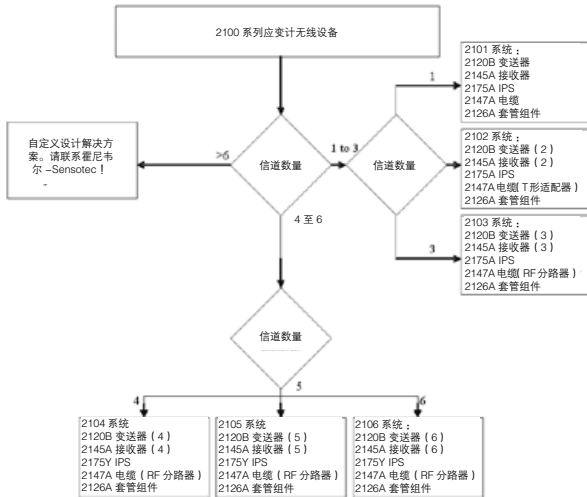 2100 系列应变计无线设备
自定义设计解决方
案。请联系霍尼韦
尔 –Sensotec！
-
>6
信道数量
1 to 3
信道数量
1
2101 系统：
2120B 变送器
2145A 接收器
2175A IPS
2147A 电缆
2126A 套管组件
2102 系统：
2120B 变送器（2）
2145A 接收器（2）
2175A IPS
2147A电缆（T形适配器）
2126A 套管组件
3
2103 系统：
2120B 变送器（3）
2145A 接收器（3）
2175A IPS
2147A 电缆（RF分路器）
2126A 套管组件
4 至 6
信道数量
4
5
6
2104 系统
2120B 变送器（4）
2145A 接收器（4）
2175Y IPS
2147A 电缆（RF 分路器）
2126A 套管组件
2105 系统
2120B 变送器（5）
2145A 接收器（5）
2175Y IPS
2147A 电缆（RF 分路器）
2126A 套管组件
2106 系统：
2120B 变送器（6）
2145A 接收器（6）
2175Y IPS
2147A 电缆（RF 分路器）
2126A 套管组件